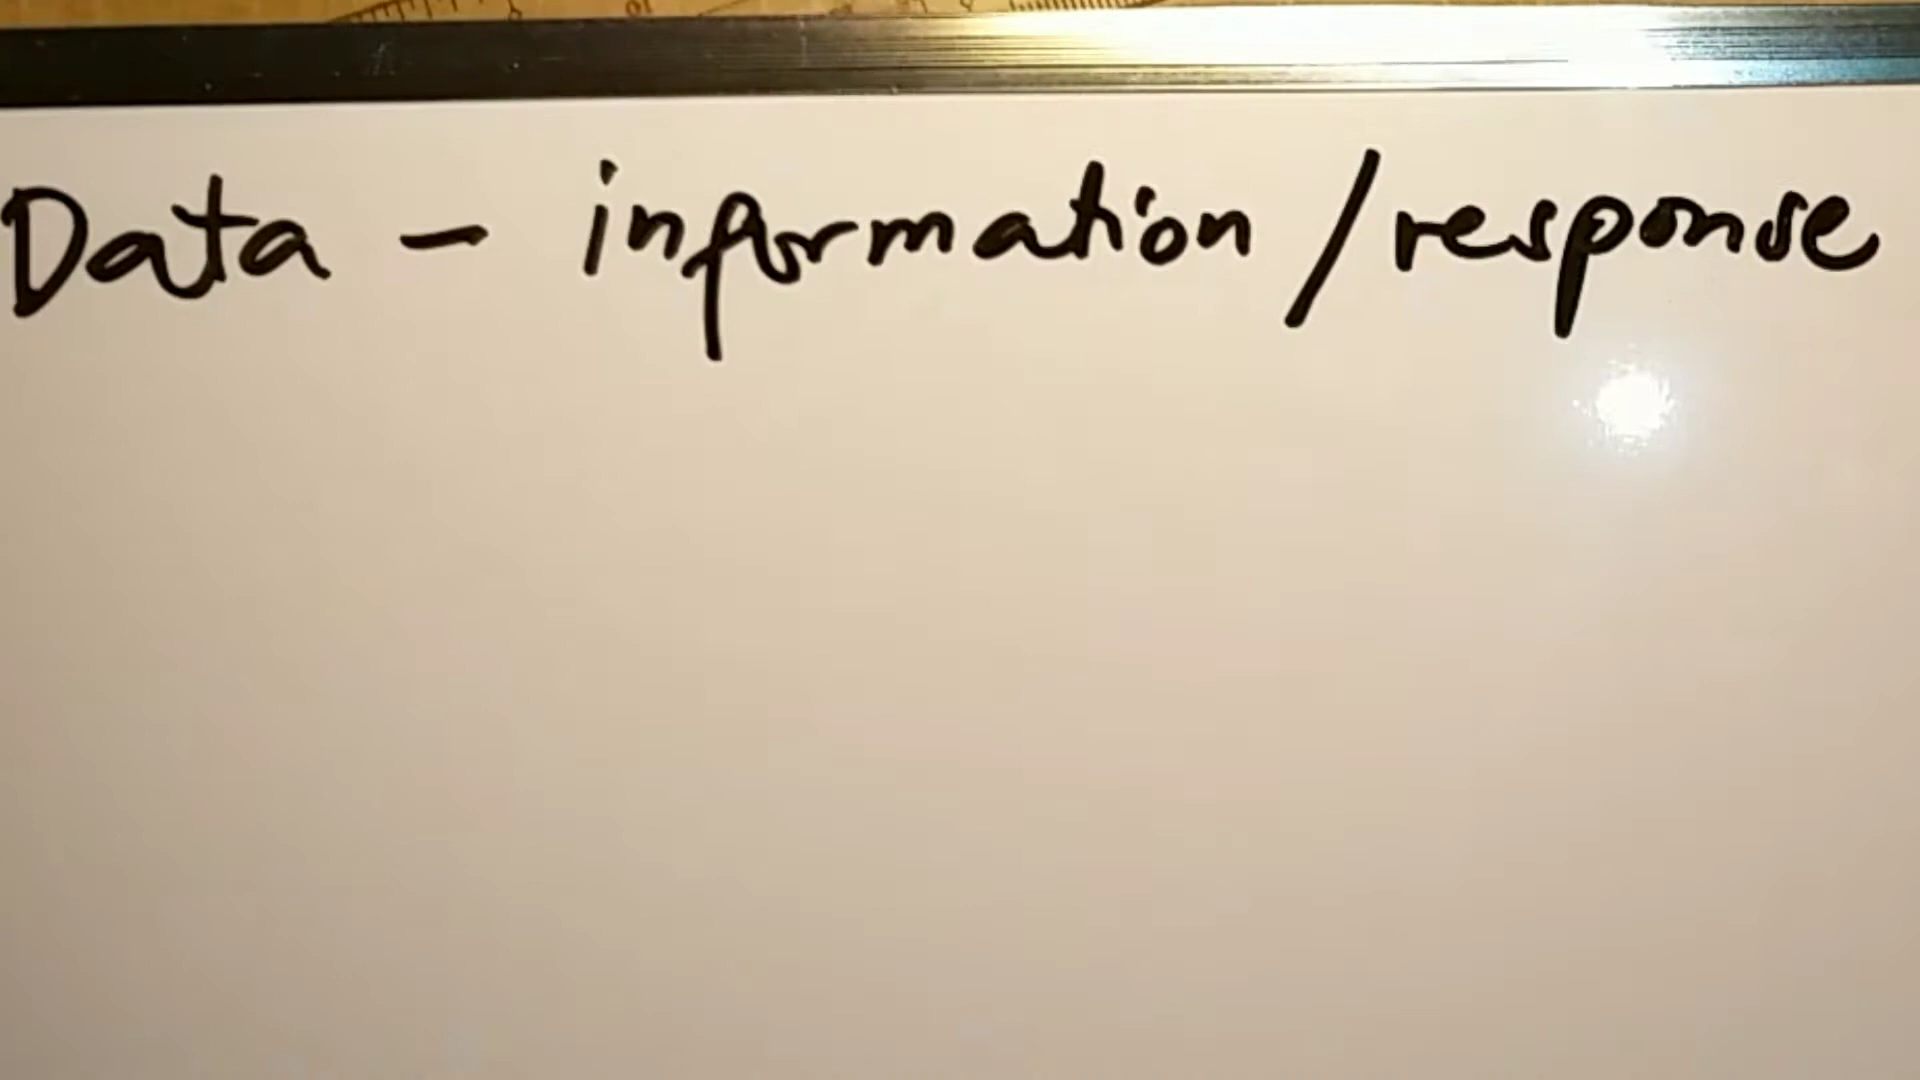 Data - information / response